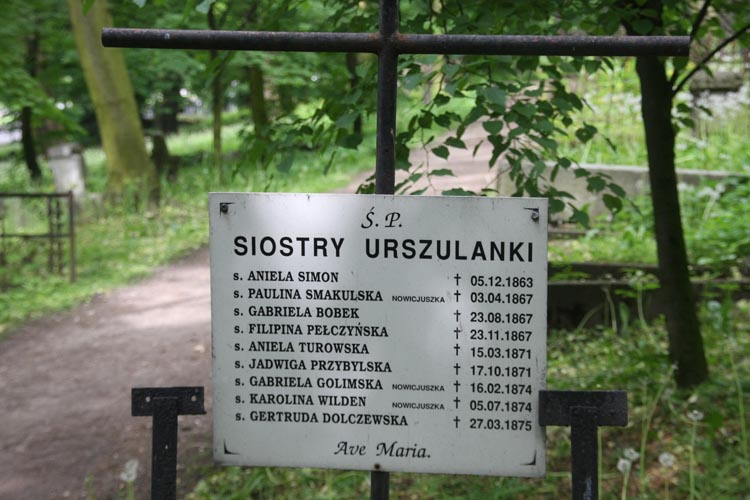 Ś. P.
SIOSTRY URSZULANKI
s. ANIELA SIMON † 05.12.1863
s. PAULINA SMAKULSKA NOWICJUSZKA † 03.04.1867
s. GABRIELA BOBEK † 23.08.1867
s. FILIPINA PEŁCZYŃSKA † 23.11.1867
s. ANIELA TUROWSKA † 15.03.1871
s. JADWIGA PRZYBYLSKA † 17.10.1871
s. GABRIELA GOLIMSKA NOWICJUSZKA † 16.02.1874
s. KAROLINA WILDEN NOWICJUSZKA † 05.07.1874
s. GERTRUDA DOLCZEWSKA † 27.03.1875
Ave Maria.